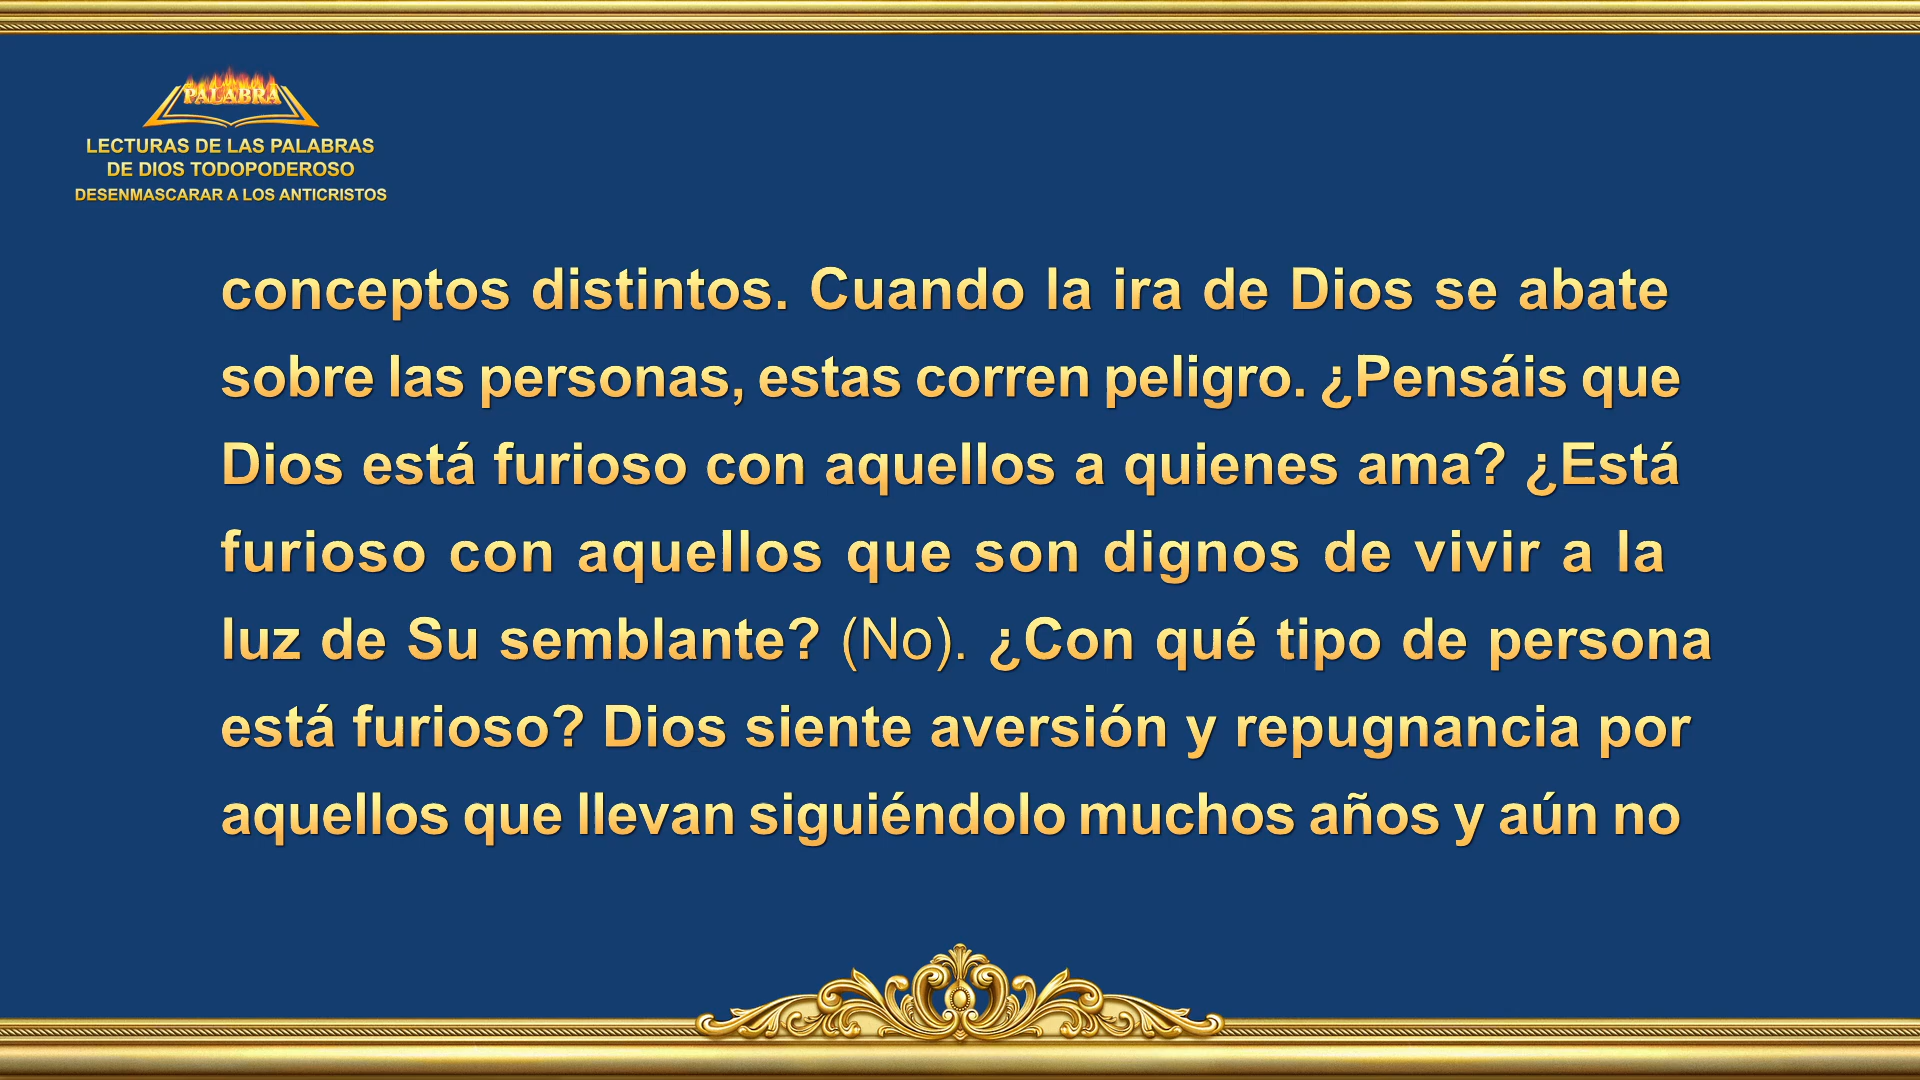 PALABRA
LECTURAS DE LAS PALABRAS
DE DIOS TODOPODEROSO
DESENMASCARAR A LOS ANTICRISTOS
conceptos distintos. Cuando la ira de Dios se abate
sobre las personas, estas corren peligro. ¿Pensáis que
Dios está furioso con aquellos a quienes ama? ¿Está
furioso con aquellos que son dignos de vivir a la
luz de Su semblante? (No). ¿Con qué tipo de persona
está furioso? Dios siente aversión y repugnancia por
aquellos que llevan siguiéndolo muchos años y aún no